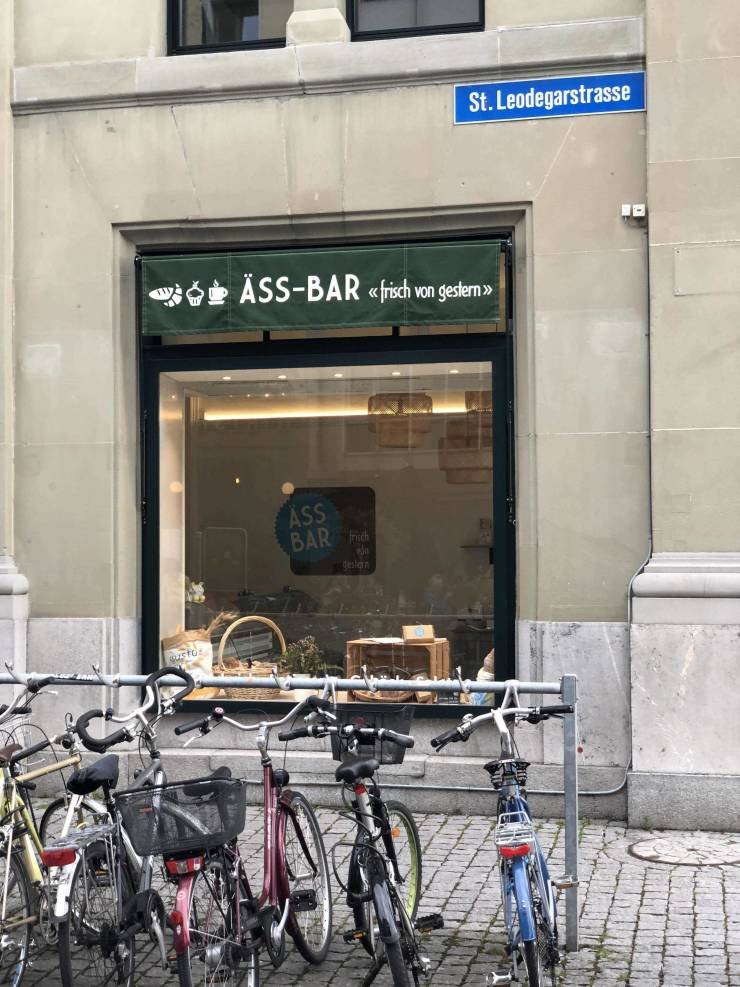 St. Leodegarstrasse
ÄSS-BAR «frisch von gestern»
ÄSS
BAR
frisch
von
gestern